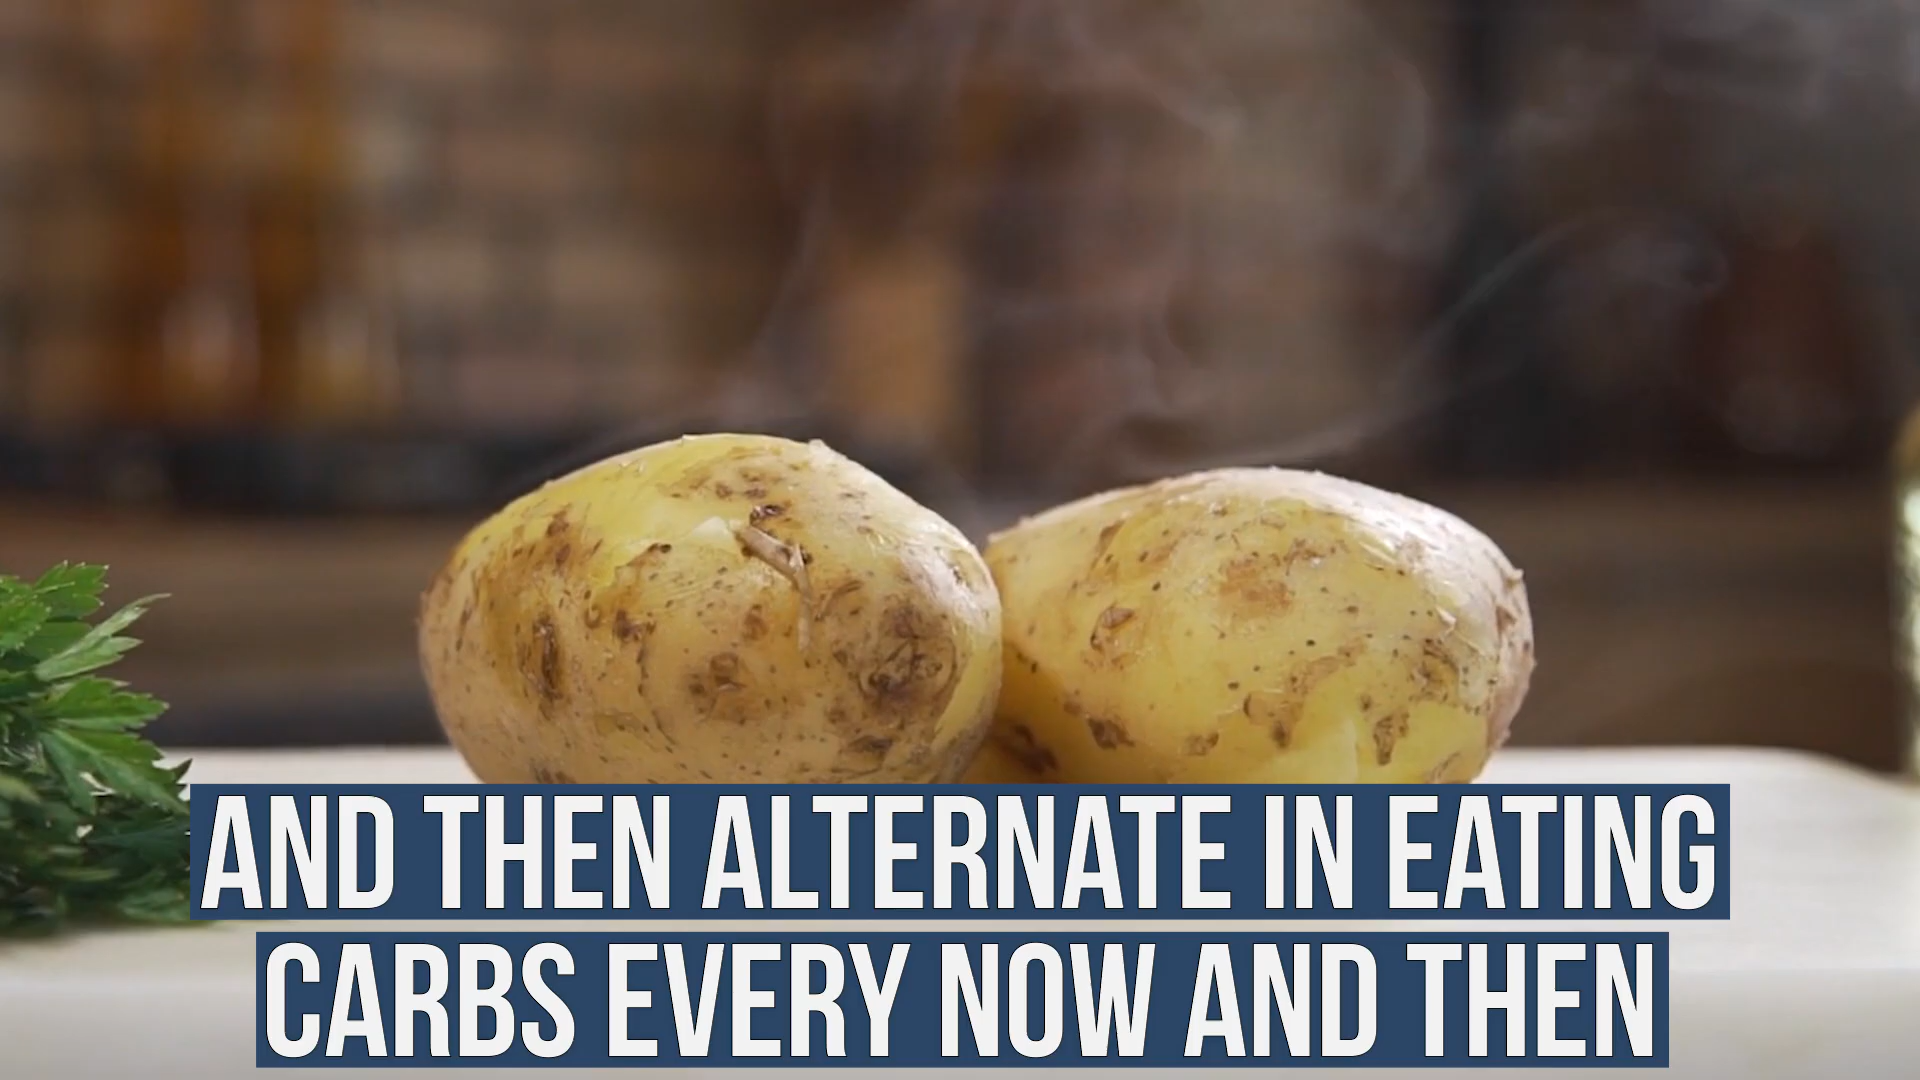 AND THEN ALTERNATE IN EATING
CARBS EVERY NOW AND THEN